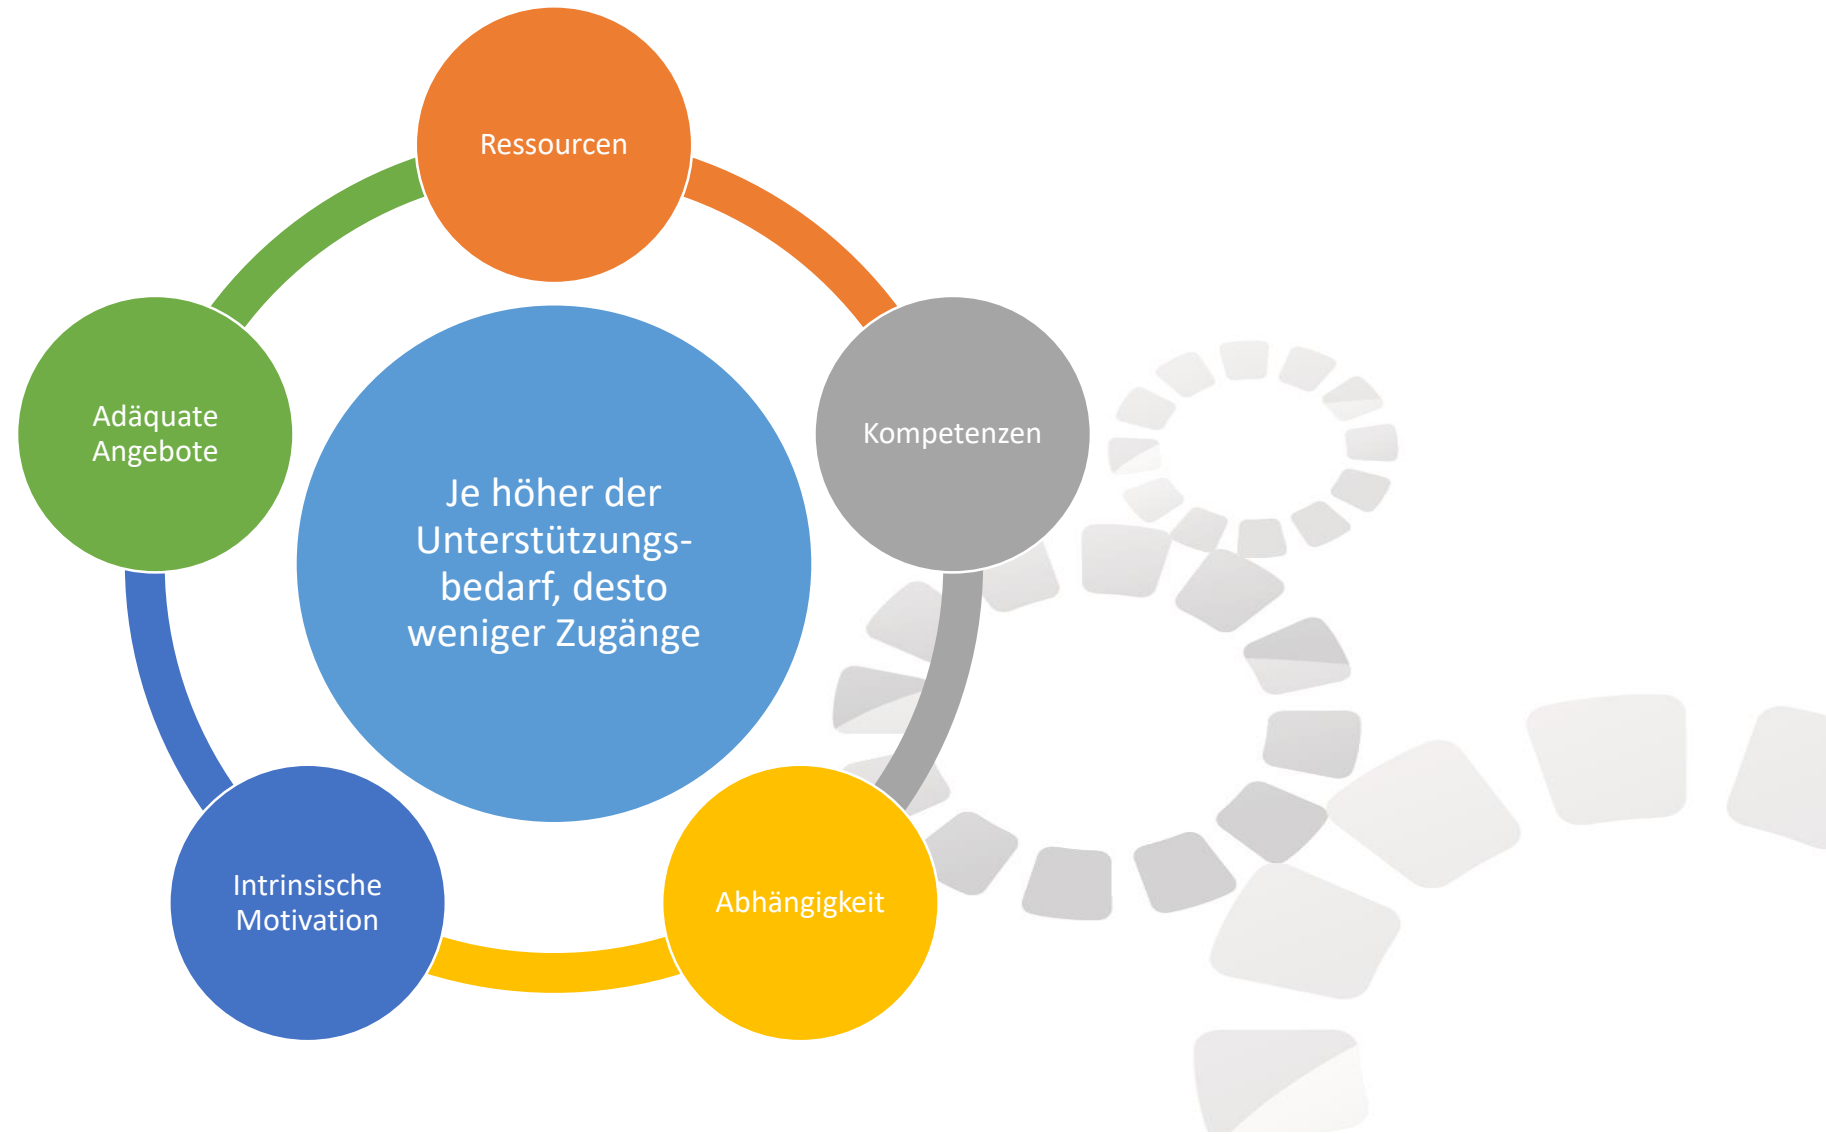 Ressourcen
Kompetenzen
Abhängigkeit
Intrinsische
Motivation
Adäquate
Angebote
Je höher der
Unterstützungs-
bedarf, desto
weniger Zugänge